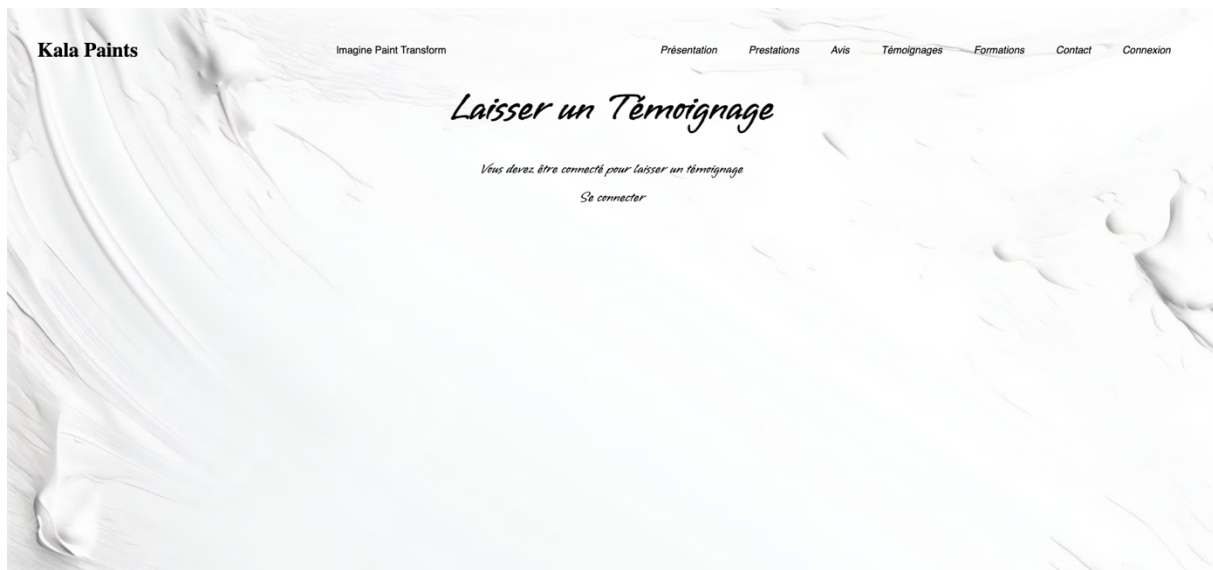 Kala Paints
Imagine Paint Transform
Présentation
Prestations
Avis
Témoignages
Formations
Contact
Connexion
Laisser un Témoignage
Vous devez être connecté pour laisser un témoignage
Se connecter